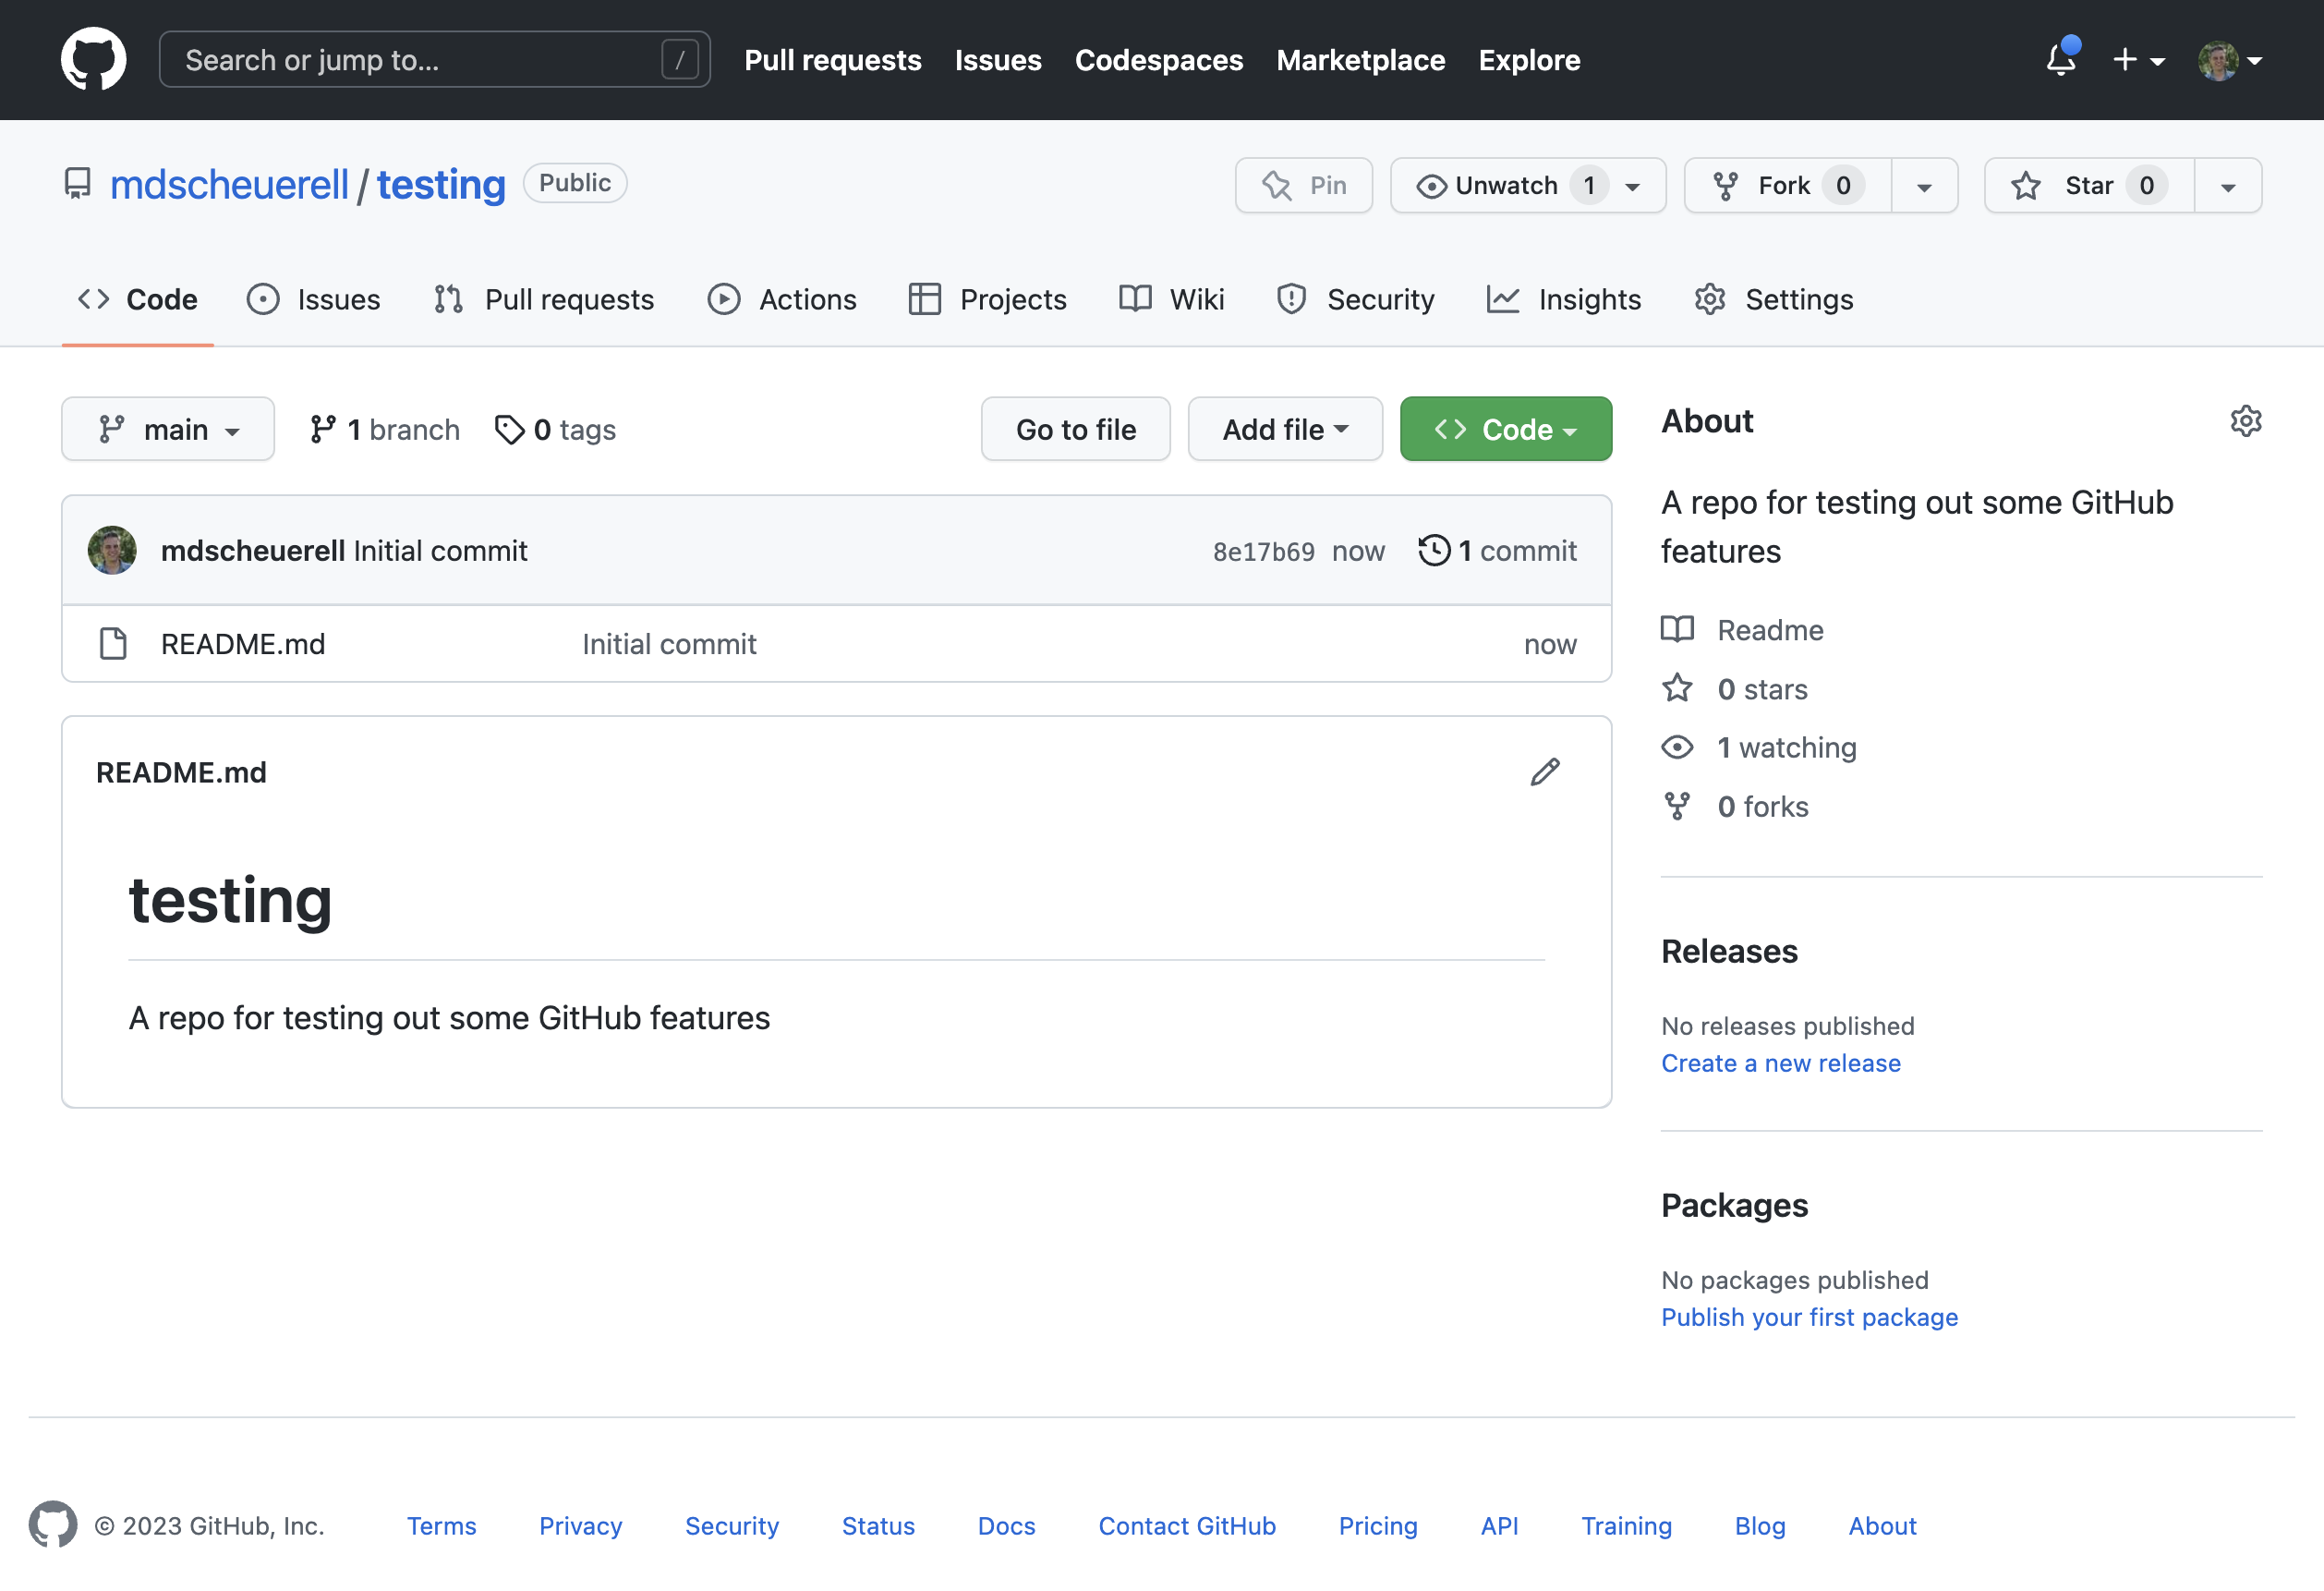 Search or jump to... / Pull requests Issues Codespaces Marketplace Explore
mdscheuerell / testing Public Pin Unwatch 1 Fork 0 Star 0
Code Issues Pull requests Actions Projects Wiki Security Insights Settings
main 1 branch 0 tags Go to file Add file Code
mdscheuerell Initial commit 8e17b69 now 1 commit
README.md Initial commit now
README.md
testing
A repo for testing out some GitHub features
About
A repo for testing out some GitHub
features
Readme
0 stars
1 watching
0 forks
Releases
No releases published
Create a new release
Packages
No packages published
Publish your first package
© 2023 GitHub, Inc. Terms Privacy Security Status Docs Contact GitHub Pricing API Training Blog About